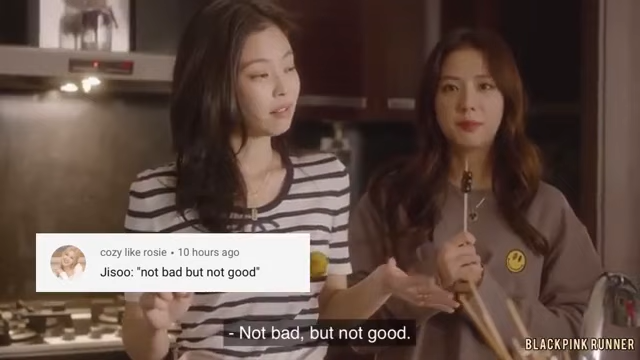 cozy like rosie • 10 hours ago
Jisoo: "not bad but not good"
- Not bad, but not good.
BLACKPINK RUNNER